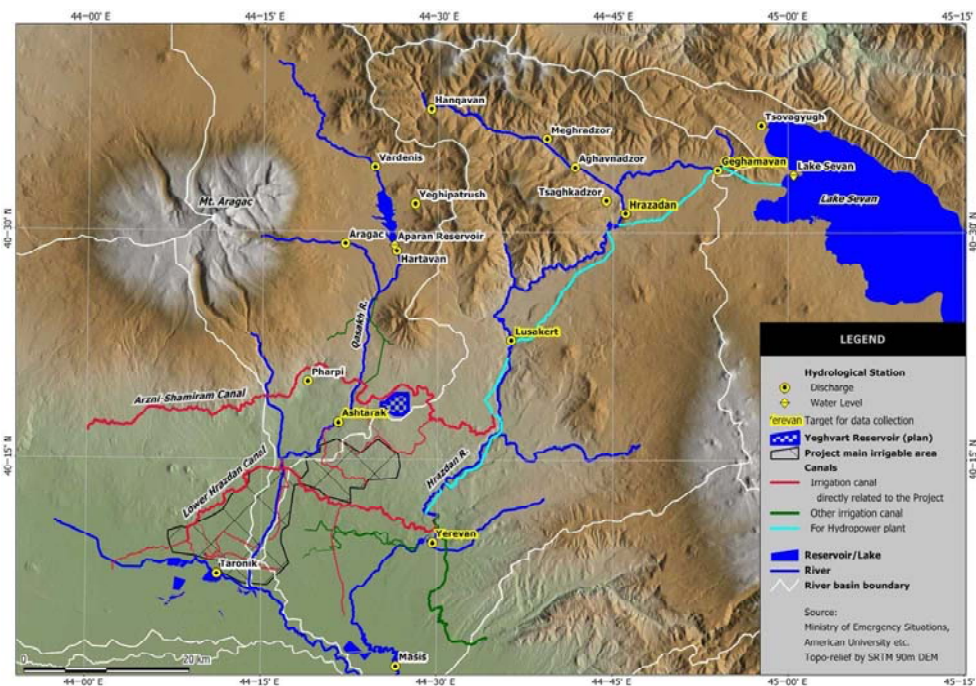 44°00' E
44°15' E
44°30' E
44°45' E
45°00' E
45°15'
Hanqavan
Tsovagyugh
Meghradzor
Vardenis
Aghavnadzor
Geghamavan
Lake Sevan
Mt. Aragac
Yeghipatrush
Tsaghkadzor
Hrazadan
Lake Sevan
40°30' N
40°30' N
Aragac
Aparan Reservoir
Hartavan
Qasakh R.
Lusakert
Pharpi
Arzni-Shamiram Canal
Ashtarak
40°15' N
40°15' N
Lower Hrazdan Canal
Hrazdan R.
Yerevan
Taronik
Masis
0
20 km
LEGEND
Hydrological Station
Discharge
Water Level
Yerevan Target for data collection
Yeghvart Reservoir (plan)
Project main irrigable area
Canals
Irrigation canal
directly related to the Project
Other irrigation canal
For Hydropower plant
Reservoir/Lake
River
River basin boundary
Source:
Ministry of Emergency Situations,
American University etc.
Topo-relief by SRTM 90m DEM
44°00' E
44°15' E
44°30' E
44°45' E
45°00' E
45°15'